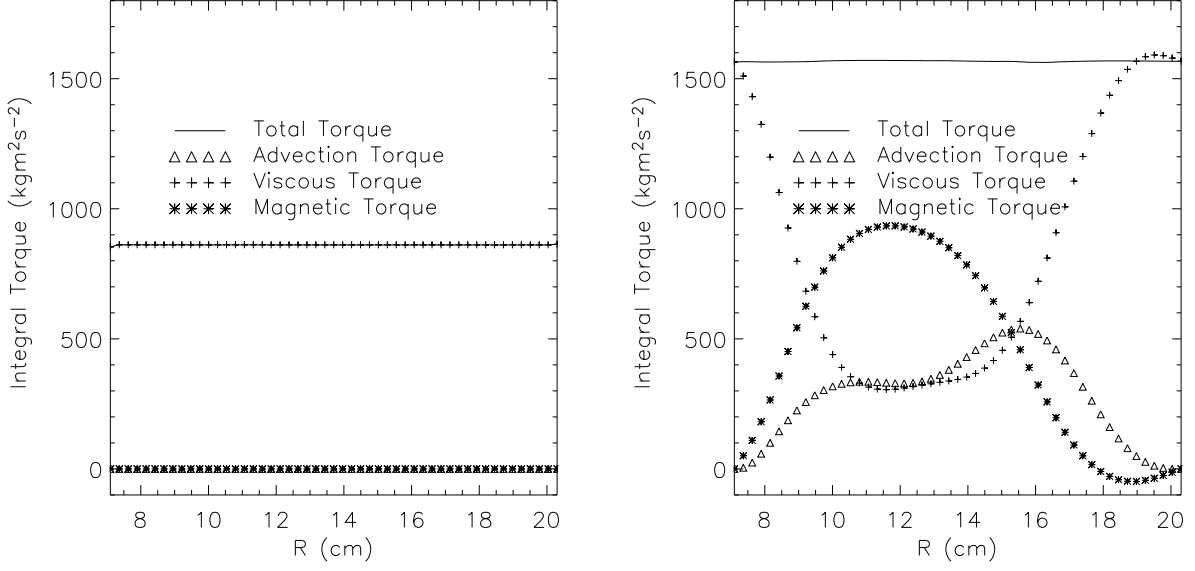 1500
1000
500
0
Integral Torque (kgm²s⁻²)
Total Torque
Advection Torque
Viscous Torque
Magnetic Torque
8 10 12 14 16 18 20
R (cm)
1500
1000
500
0
Integral Torque (kgm²s⁻²)
Total Torque
Advection Torque
Viscous Torque
Magnetic Torque
8 10 12 14 16 18 20
R (cm)